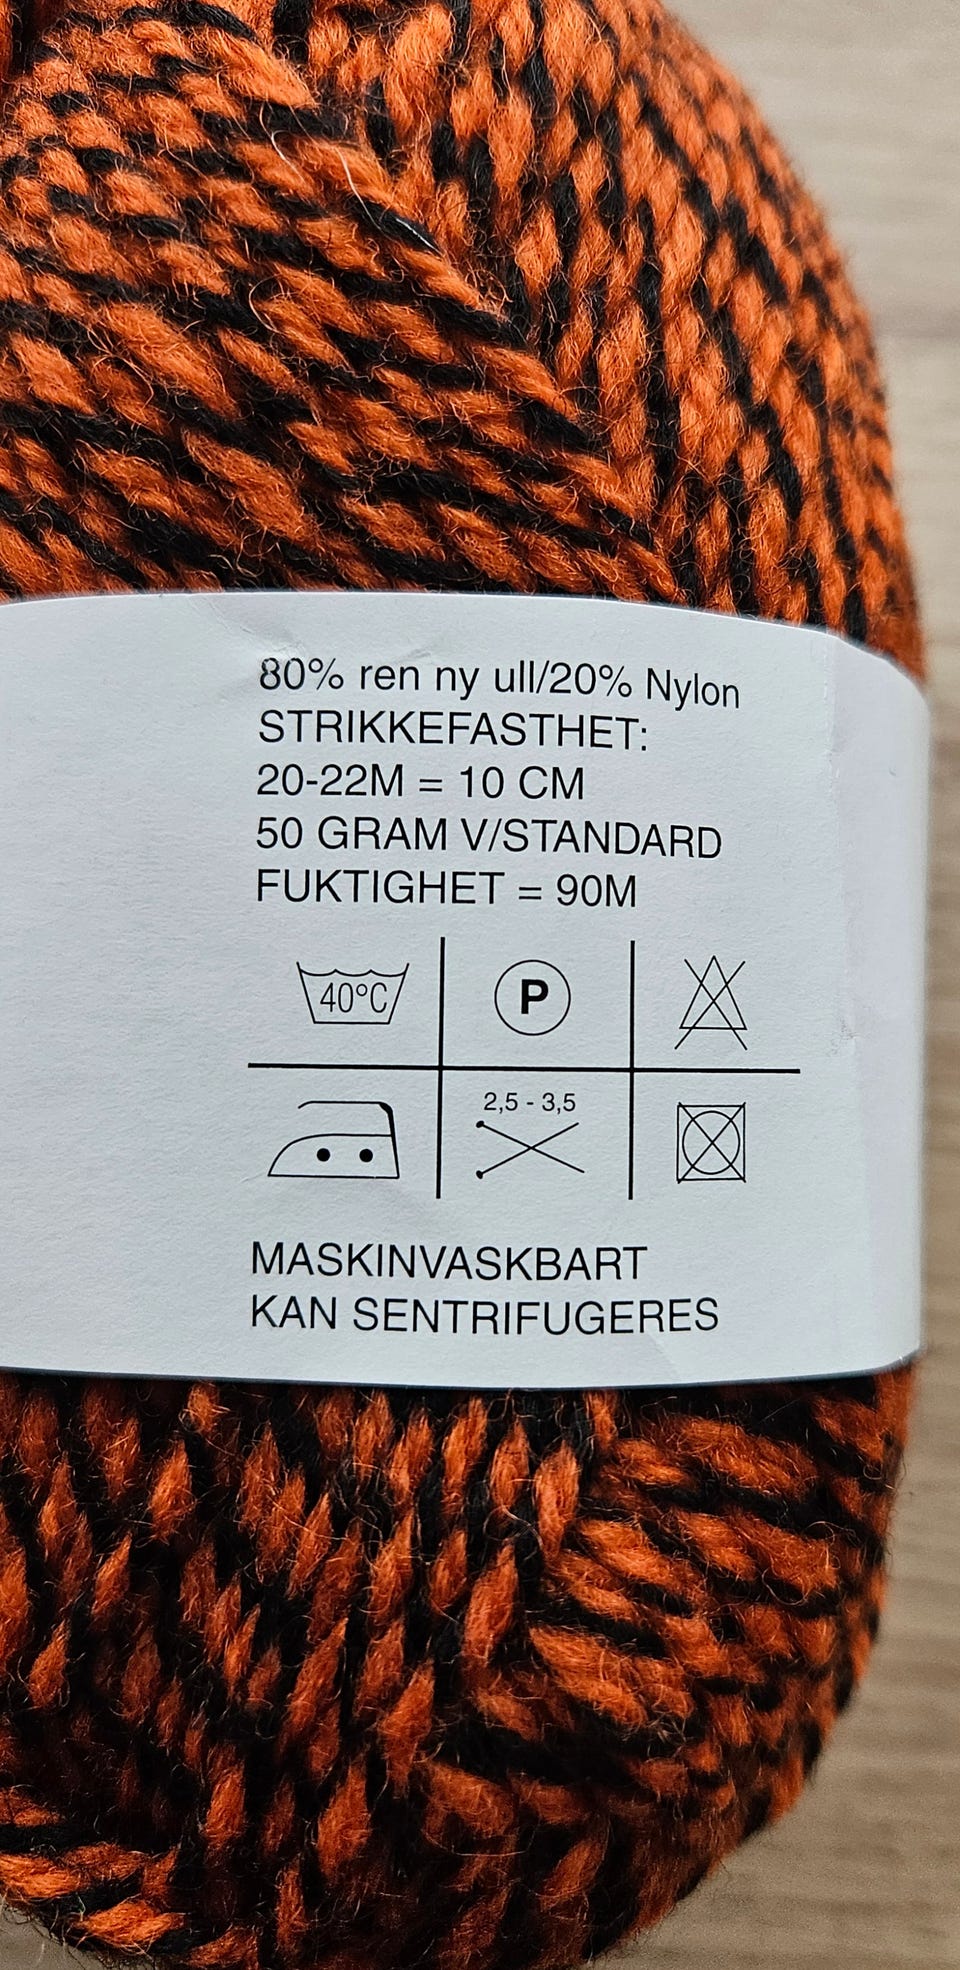 80% ren ny ull/20% Nylon
STRIKKEFASTHET:
20-22M = 10 CM
50 GRAM V/STANDARD
FUKTIGHET = 90M
40°C
P
2,5 - 3,5
MASKINVASKBART
KAN SENTRIFUGERES